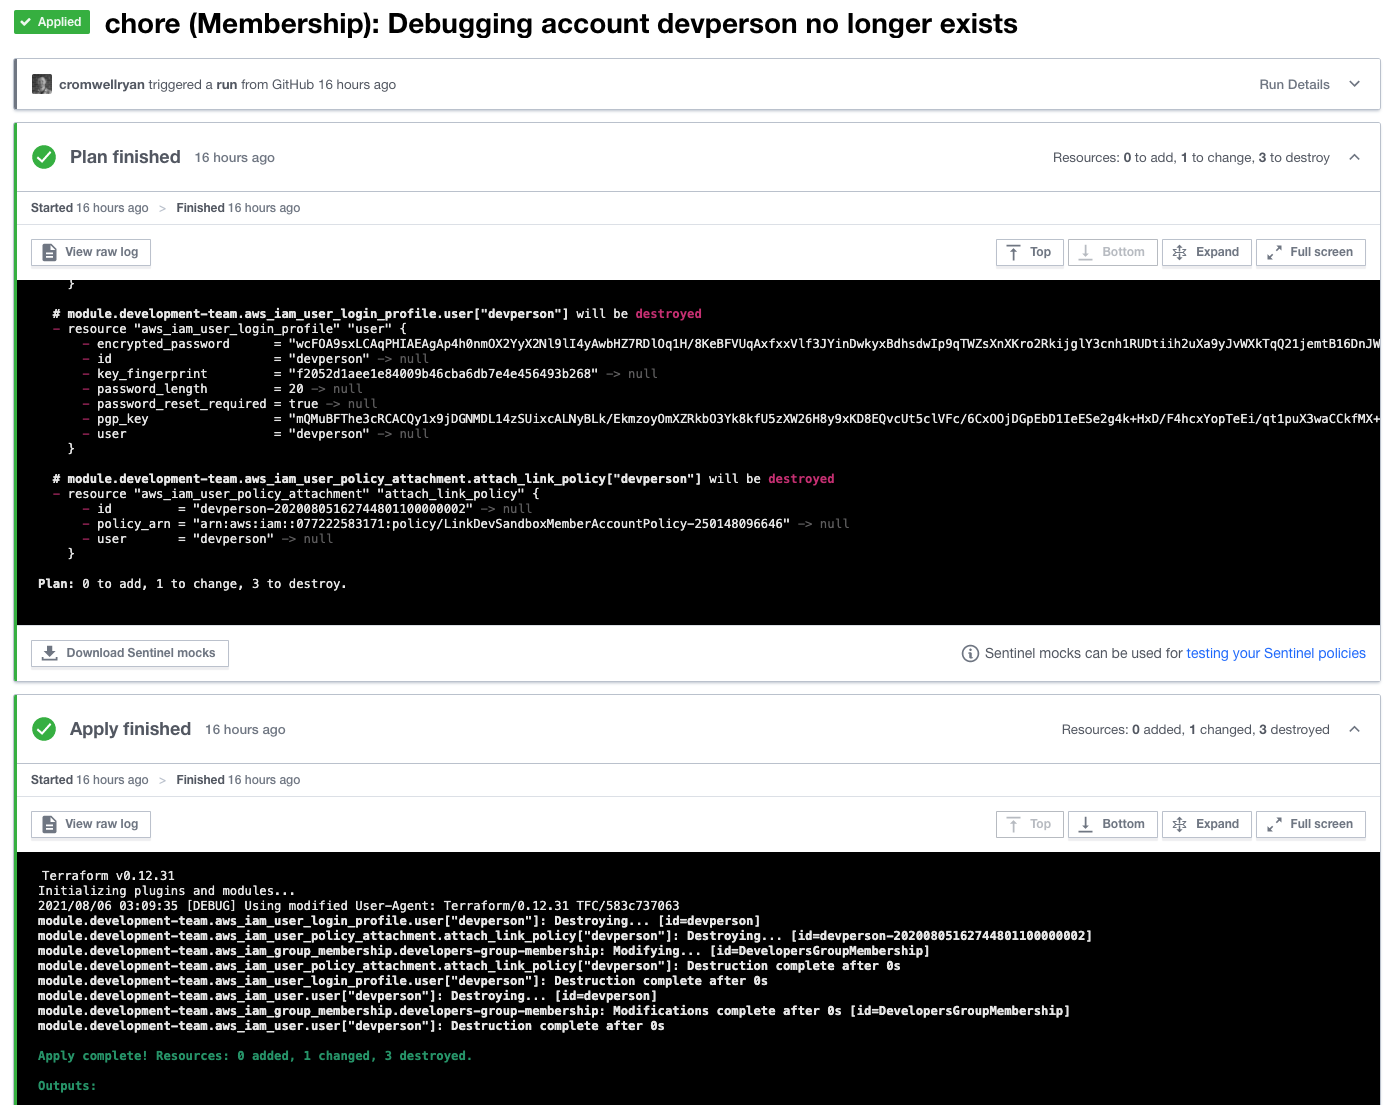 Applied chore (Membership): Debugging account devperson no longer exists
cromwellryan triggered a run from GitHub 16 hours ago Run Details
Plan finished 16 hours ago Resources: 0 to add, 1 to change, 3 to destroy
Started 16 hours ago > Finished 16 hours ago
View raw log Top Bottom Expand Full screen
}
# module.development-team.aws_iam_user_login_profile.user["devperson"] will be destroyed
- resource "aws_iam_user_login_profile" "user" {
- encrypted_password = "wcFOA9sxLCAqPHIAEAgAp4h0nmOX2YyX2Nl9lI4yAwbHZ7RDlOq1H/8KeBFVUqAxfxxVlf3JYinDwkyxBdhsdwIp9qTWZsXnXKro2RkijglY3cnh1RUDtiih2uXa9yJvWXkTqQ21jemtB16DnJW
- id = "devperson" -> null
- key_fingerprint = "f2052d1aee1e84009b46cba6db7e4e456493b268" -> null
- password_length = 20 -> null
- password_reset_required = true -> null
- pgp_key = "mQMuBFThe3cRCACQy1x9jDGNMDL14zSUixcALNyBLk/EkmzoyOmXZRkbO3Yk8kfU5zXW26H8y9xKD8EQvcUt5clVFc/6CxOOjDGpEbD1IeESe2g4k+HxD/F4hcxYopTeEi/qt1puX3waCCkfMX+
- user = "devperson" -> null
}
# module.development-team.aws_iam_user_policy_attachment.attach_link_policy["devperson"] will be destroyed
- resource "aws_iam_user_policy_attachment" "attach_link_policy" {
- id = "devperson-20200805162744801100000002" -> null
- policy_arn = "arn:aws:iam::077222583171:policy/LinkDevSandboxMemberAccountPolicy-250148096646" -> null
- user = "devperson" -> null
}
Plan: 0 to add, 1 to change, 3 to destroy.
Download Sentinel mocks Sentinel mocks can be used for testing your Sentinel policies
Apply finished 16 hours ago Resources: 0 added, 1 changed, 3 destroyed
Started 16 hours ago > Finished 16 hours ago
View raw log Top Bottom Expand Full screen
Terraform v0.12.31
Initializing plugins and modules...
2021/08/06 03:09:35 [DEBUG] Using modified User-Agent: Terraform/0.12.31 TFC/583c737063
module.development-team.aws_iam_user_login_profile.user["devperson"]: Destroying... [id=devperson]
module.development-team.aws_iam_user_policy_attachment.attach_link_policy["devperson"]: Destroying... [id=devperson-20200805162744801100000002]
module.development-team.aws_iam_group_membership.developers-group-membership: Modifying... [id=DevelopersGroupMembership]
module.development-team.aws_iam_user_policy_attachment.attach_link_policy["devperson"]: Destruction complete after 0s
module.development-team.aws_iam_user_login_profile.user["devperson"]: Destruction complete after 0s
module.development-team.aws_iam_user.user["devperson"]: Destroying... [id=devperson]
module.development-team.aws_iam_group_membership.developers-group-membership: Modifications complete after 0s [id=DevelopersGroupMembership]
module.development-team.aws_iam_user.user["devperson"]: Destruction complete after 0s
Apply complete! Resources: 0 added, 1 changed, 3 destroyed.
Outputs: